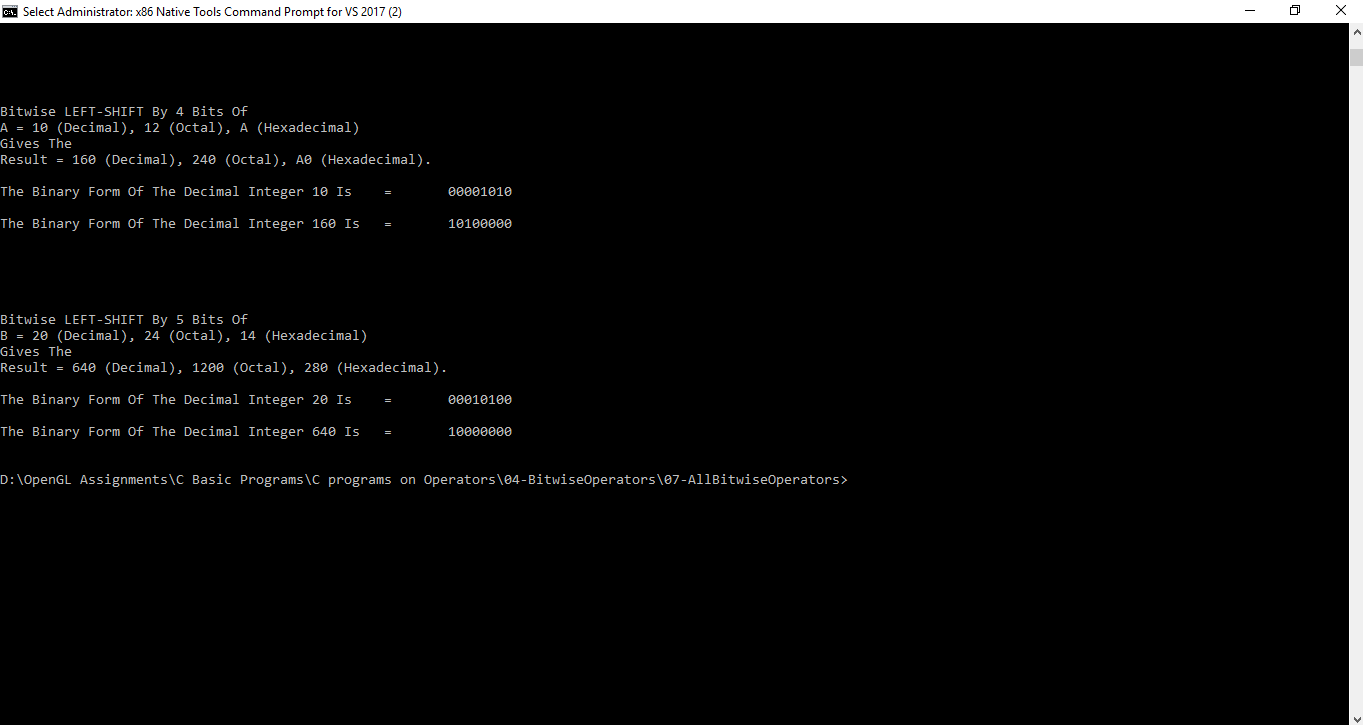 Select Administrator: x86 Native Tools Command Prompt for VS 2017 (2)
Bitwise LEFT-SHIFT By 4 Bits Of
A = 10 (Decimal), 12 (Octal), A (Hexadecimal)
Gives The
Result = 160 (Decimal), 240 (Octal), A0 (Hexadecimal).
The Binary Form Of The Decimal Integer 10 Is    =       00001010
The Binary Form Of The Decimal Integer 160 Is   =       10100000
Bitwise LEFT-SHIFT By 5 Bits Of
B = 20 (Decimal), 24 (Octal), 14 (Hexadecimal)
Gives The
Result = 640 (Decimal), 1200 (Octal), 280 (Hexadecimal).
The Binary Form Of The Decimal Integer 20 Is    =       00010100
The Binary Form Of The Decimal Integer 640 Is   =       10000000
D:\OpenGL Assignments\C Basic Programs\C programs on Operators\04-BitwiseOperators\07-AllBitwiseOperators>